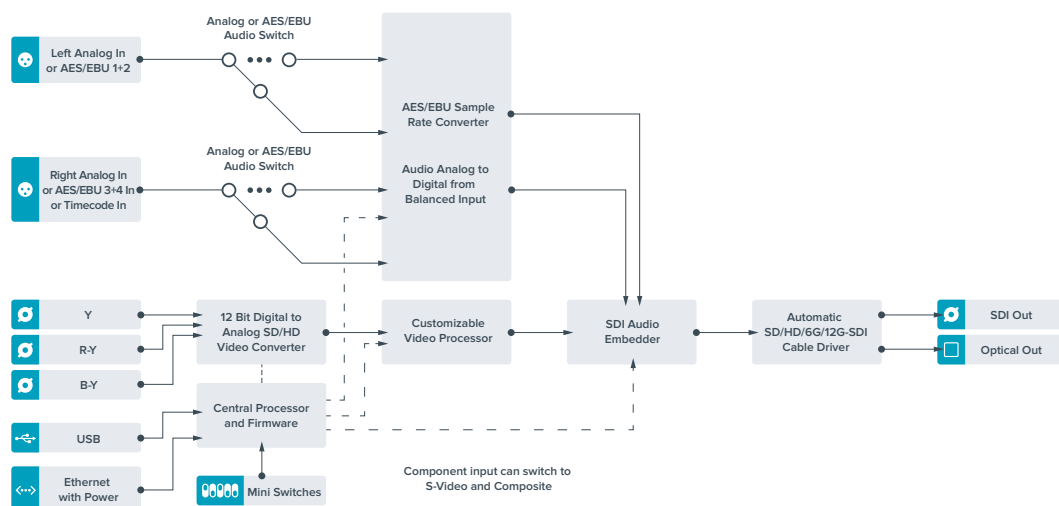 Analog or AES/EBU
Audio Switch
Left Analog In
or AES/EBU 1+2
AES/EBU Sample
Rate Converter
Analog or AES/EBU
Audio Switch
Right Analog In
or AES/EBU 3+4 In
or Timecode In
Audio Analog to
Digital from
Balanced Input
Y
R-Y
B-Y
12 Bit Digital to
Analog SD/HD
Video Converter
Customizable
Video Processor
SDI Audio
Embedder
Automatic
SD/HD/6G/12G-SDI
Cable Driver
SDI Out
Optical Out
Central Processor
and Firmware
USB
Ethernet
with Power
Mini Switches
Component input can switch to
S-Video and Composite